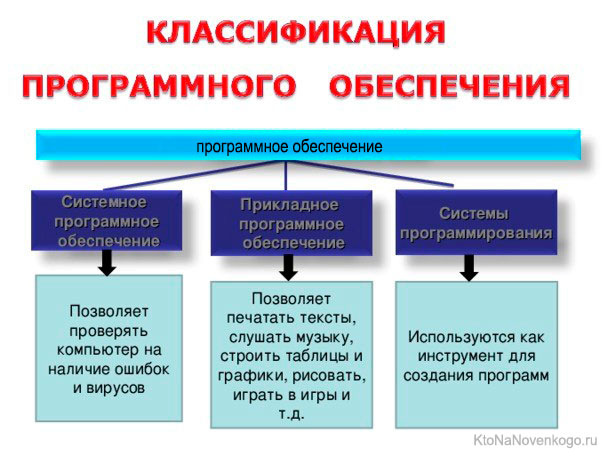 КЛАССИФИКАЦИЯ
ПРОГРАММНОГО ОБЕСПЕЧЕНИЯ
программное обеспечение
Системное
программное
обеспечение
Прикладное
программное
обеспечение
Системы
программирования
Позволяет
проверять
компьютер на
наличие ошибок
и вирусов
Позволяет
печатать тексты,
слушать музыку,
строить таблицы и
графики, рисовать,
играть в игры и
т.д.
Используются как
инструмент для
создания программ
KtoNaNovenkogo.ru